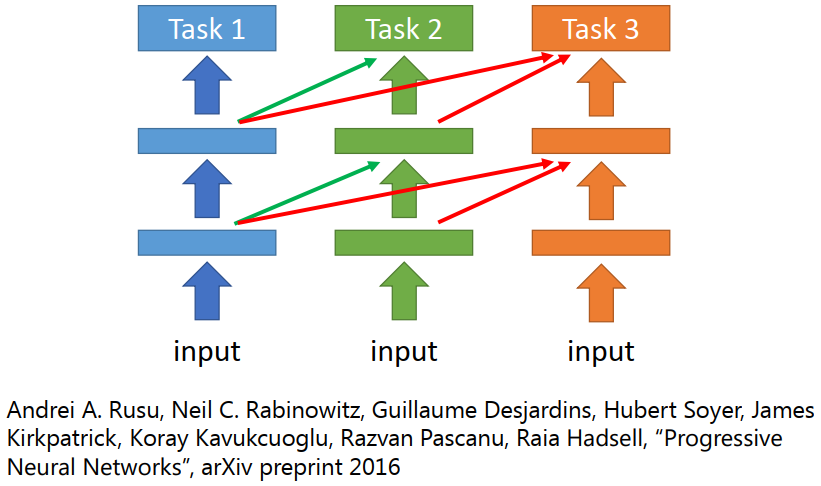 Task 1 Task 2 Task 3
input input input
Andrei A. Rusu, Neil C. Rabinowitz, Guillaume Desjardins, Hubert Soyer, James
Kirkpatrick, Koray Kavukcuoglu, Razvan Pascanu, Raia Hadsell, “Progressive
Neural Networks”, arXiv preprint 2016